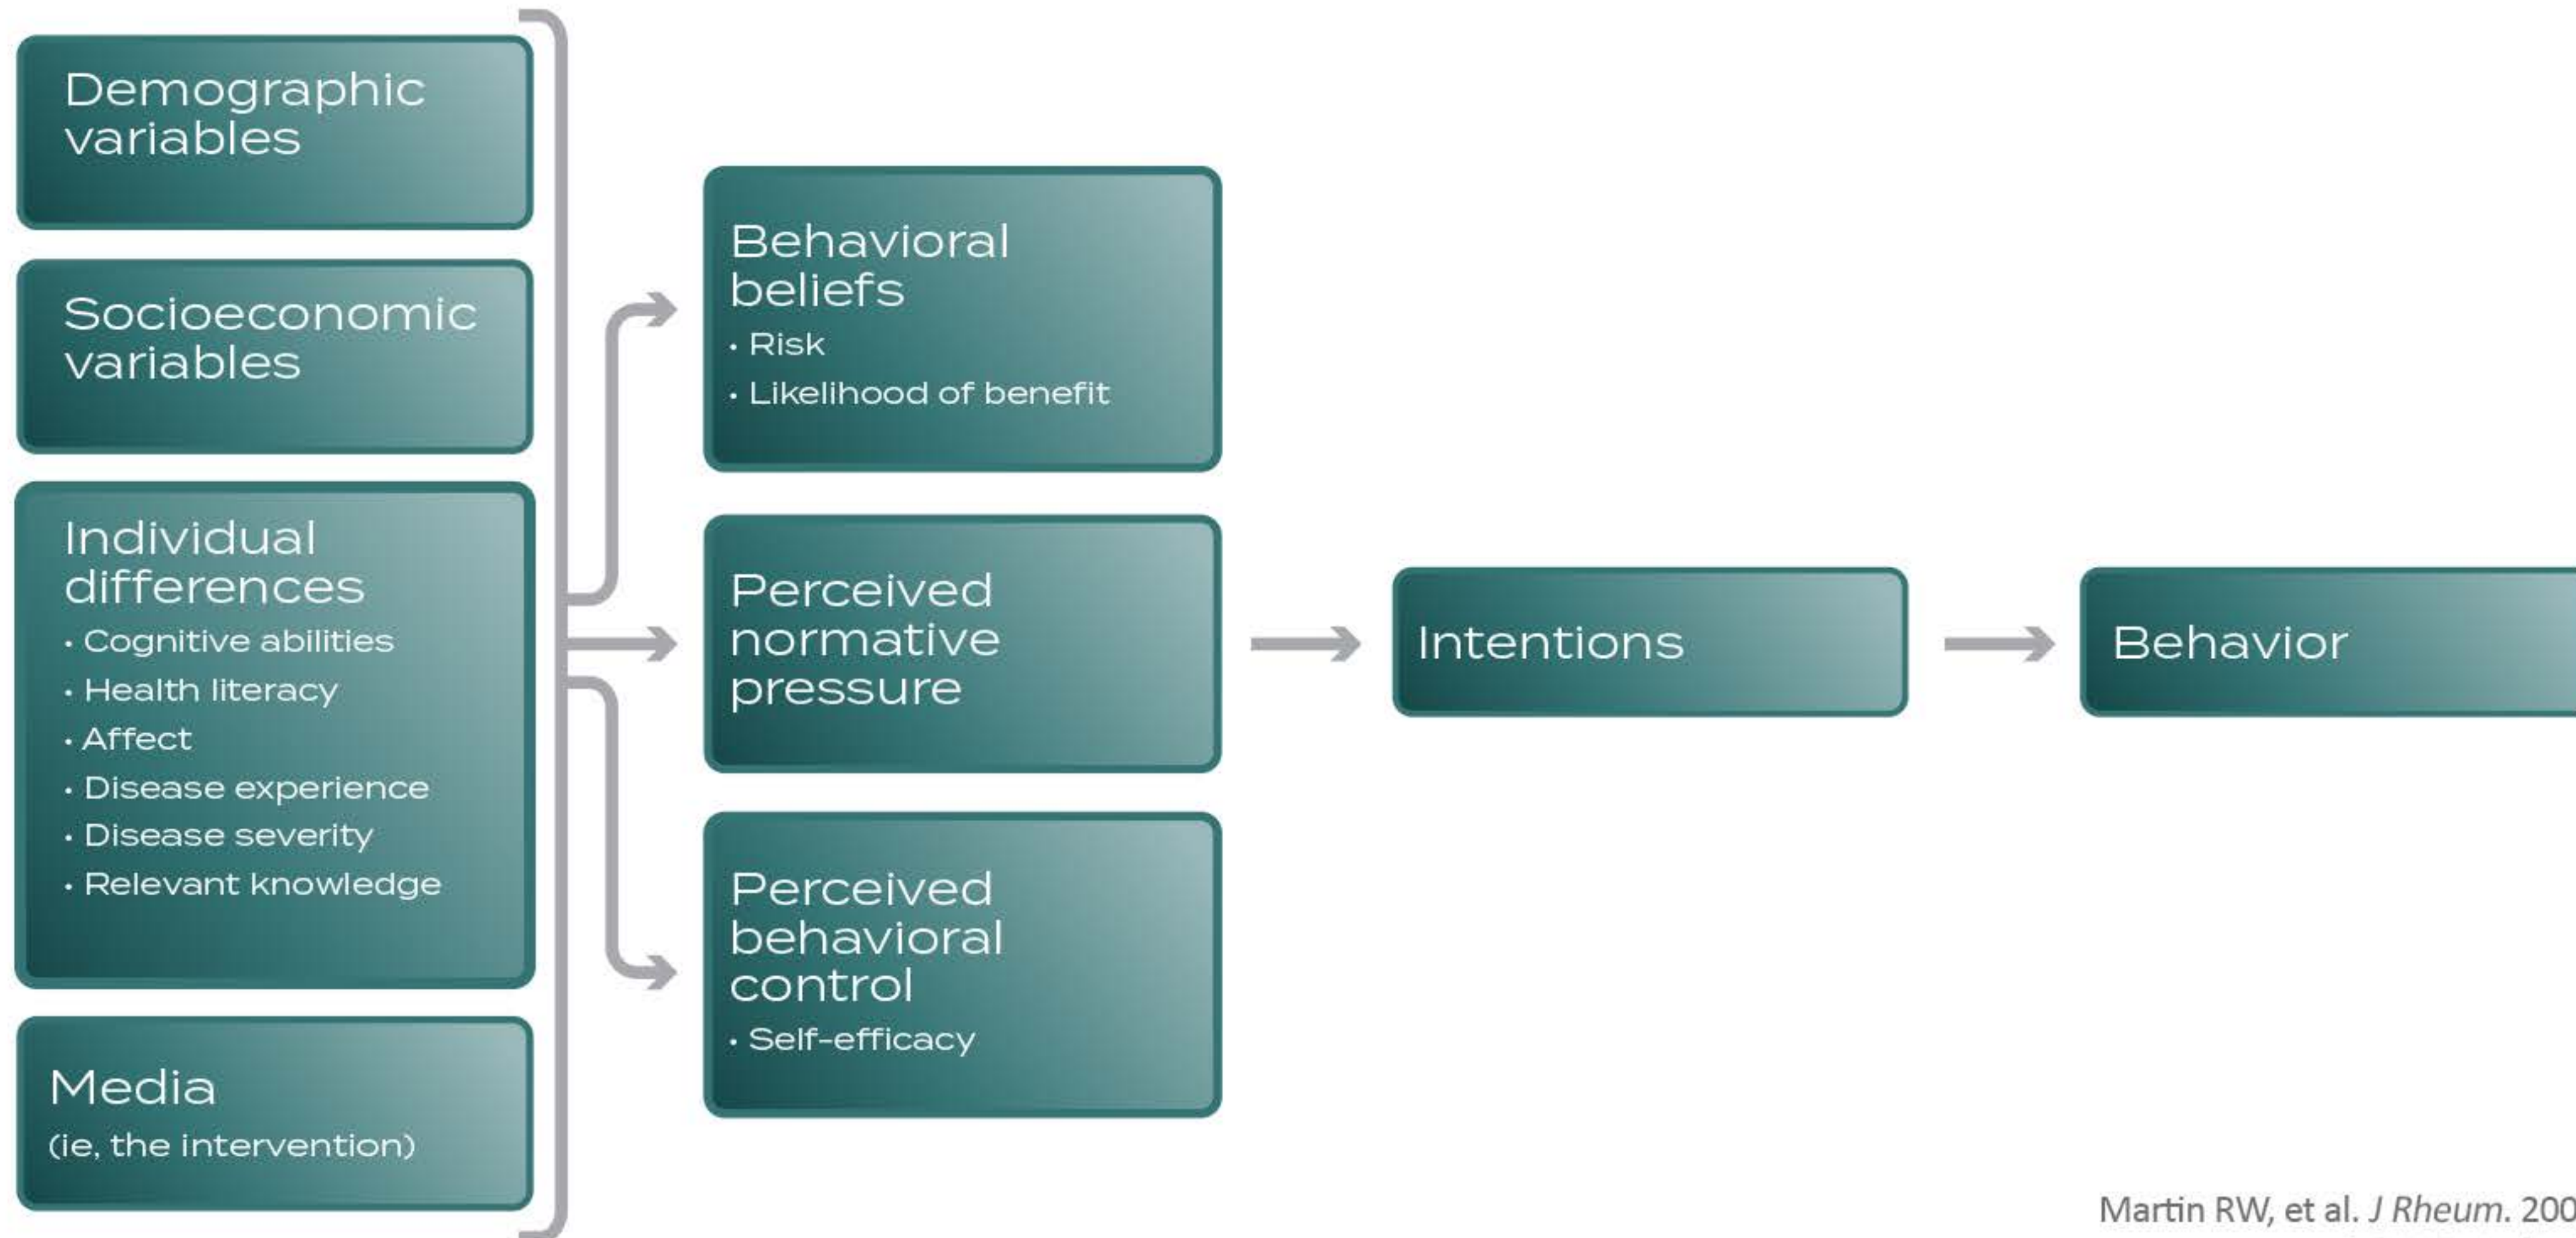 Demographic
variables
Socioeconomic
variables
Individual
differences
· Cognitive abilities
· Health literacy
· Affect
· Disease experience
· Disease severity
· Relevant knowledge
Media
(ie, the intervention)
Behavioral
beliefs
· Risk
· Likelihood of benefit
Perceived
normative
pressure
Perceived
behavioral
control
· Self-efficacy
Intentions
Behavior
Martin RW, et al. J Rheum. 200